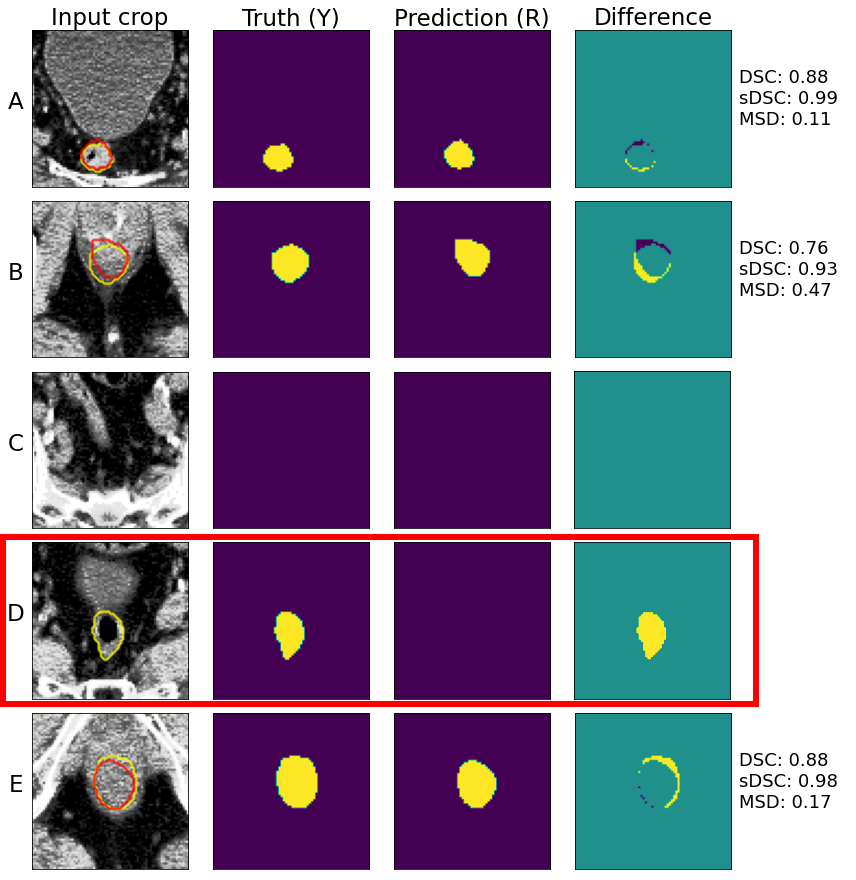 Input crop Truth (Y) Prediction (R) Difference
A
DSC: 0.88
sDSC: 0.99
MSD: 0.11
B
DSC: 0.76
sDSC: 0.93
MSD: 0.47
C
D
E
DSC: 0.88
sDSC: 0.98
MSD: 0.17